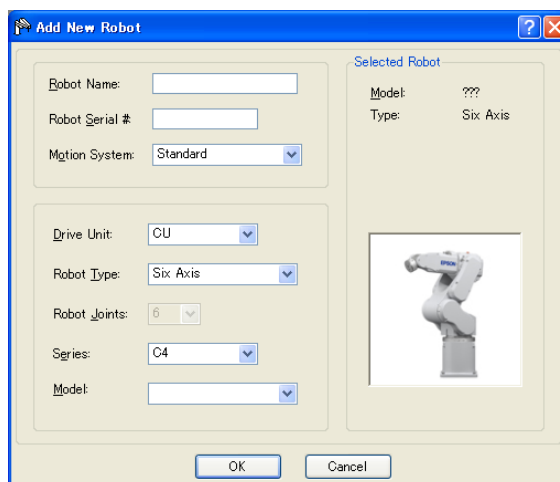 Add New Robot
Robot Name:
Robot Serial #:
Motion System: Standard
Drive Unit: CU
Robot Type: Six Axis
Robot Joints: 6
Series: C4
Model:
Selected Robot
Model: ???
Type: Six Axis
EPSON
OK Cancel